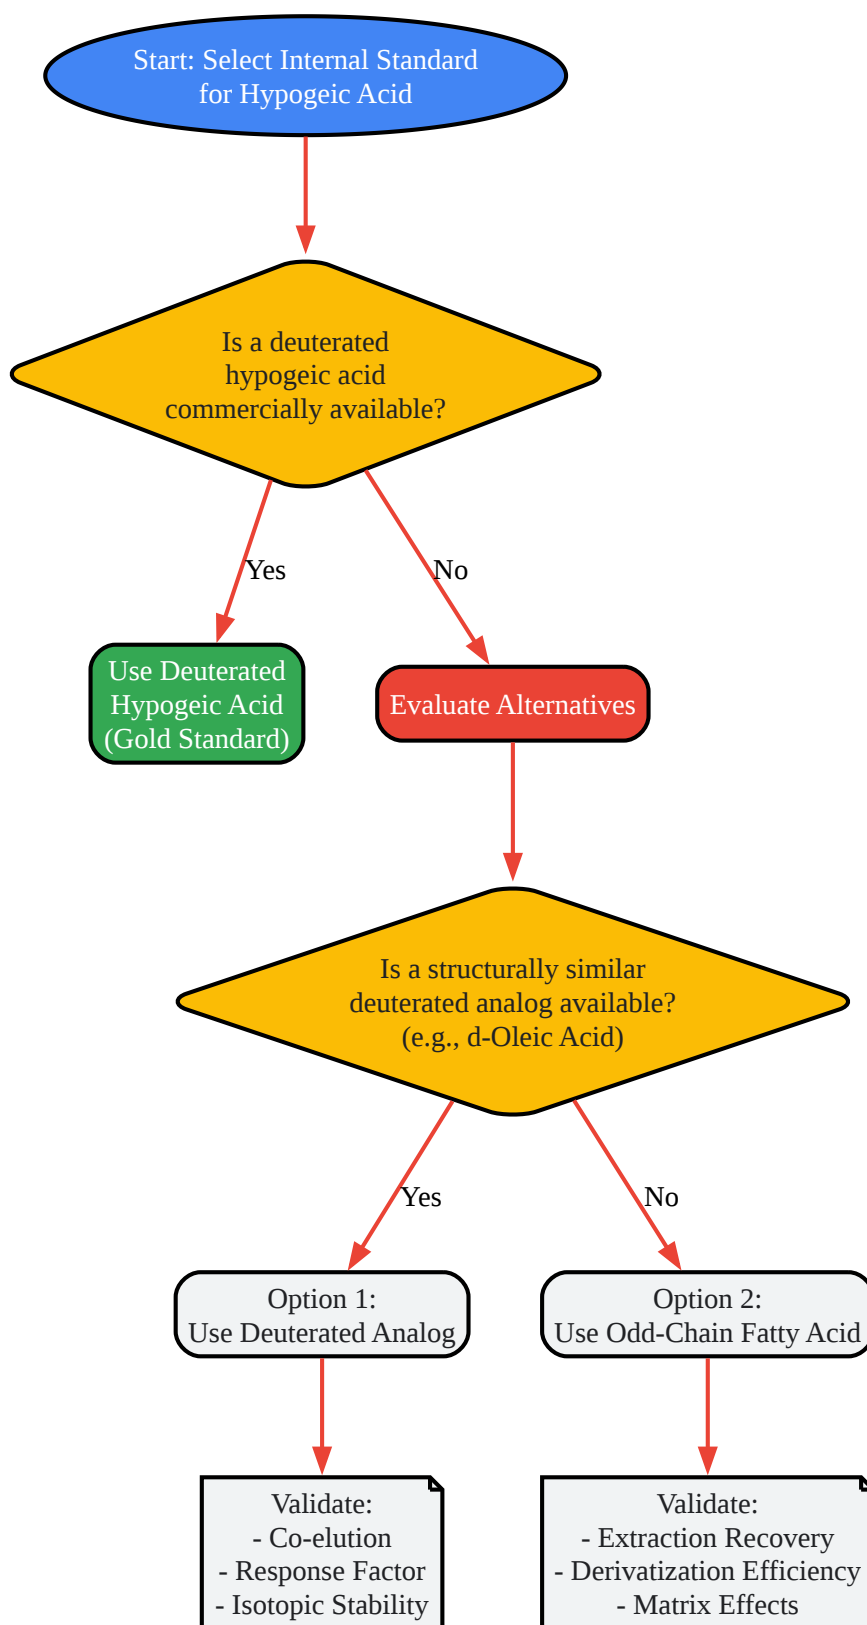 Start: Select Internal Standard
for Hypogeic Acid
Is a deuterated
hypogeic acid
commercially available?
Yes
No
Use Deuterated
Hypogeic Acid
(Gold Standard)
Evaluate Alternatives
Is a structurally similar
deuterated analog available?
(e.g., d-Oleic Acid)
Yes
No
Option 1:
Use Deuterated Analog
Option 2:
Use Odd-Chain Fatty Acid
Validate:
- Co-elution
- Response Factor
- Isotopic Stability
Validate:
- Extraction Recovery
- Derivatization Efficiency
- Matrix Effects